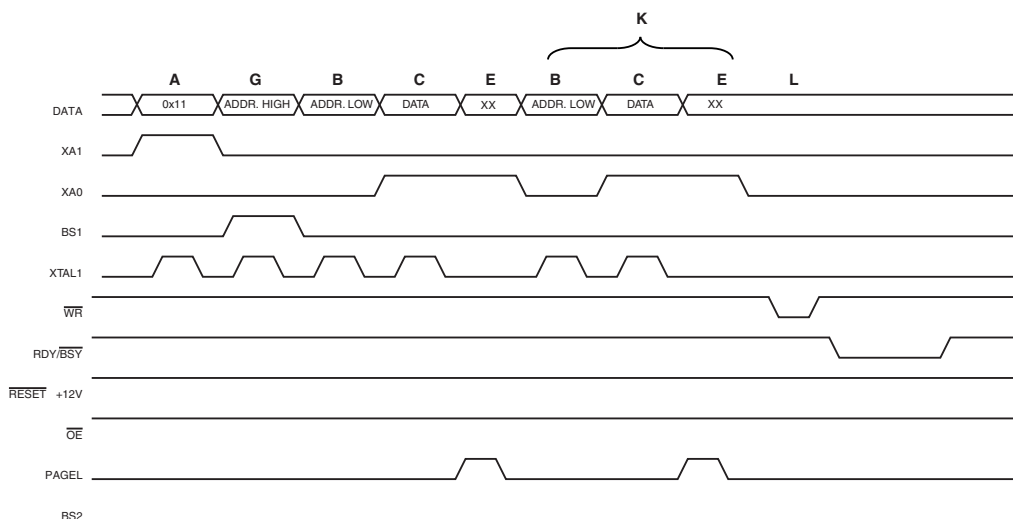 K
A G B C E B C E L
DATA 0x11 ADDR. HIGH ADDR. LOW DATA XX ADDR. LOW DATA XX
XA1
XA0
BS1
XTAL1
WR
RDY/BSY
RESET +12V
OE
PAGEL
BS2